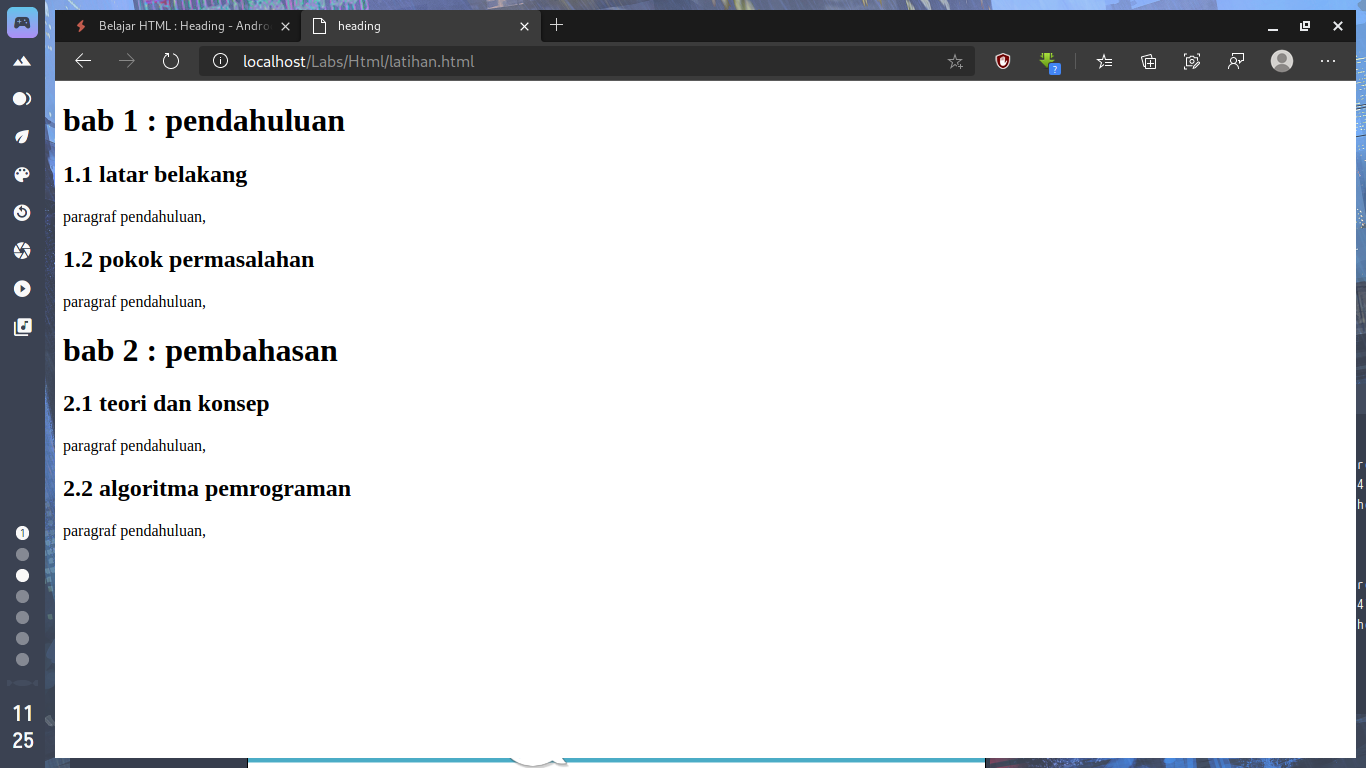 Belajar HTML : Heading - Andro
heading
localhost/Labs/Html/latihan.html
bab 1 : pendahuluan
1.1 latar belakang
paragraf pendahuluan,
1.2 pokok permasalahan
paragraf pendahuluan,
bab 2 : pembahasan
2.1 teori dan konsep
paragraf pendahuluan,
2.2 algoritma pemrograman
paragraf pendahuluan,
1
11
25